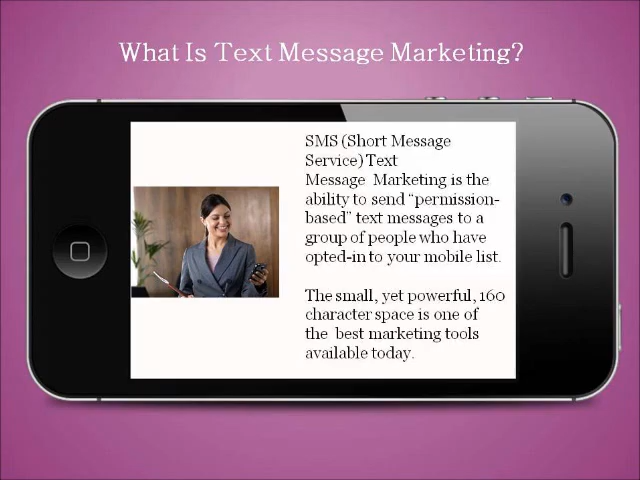 What Is Text Message Marketing?
SMS (Short Message
Service) Text
Message  Marketing is the
ability to send “permission-
based” text messages to a
group of people who have
opted-in to your mobile list.
The small, yet powerful, 160
character space is one of
the  best marketing tools
available today.